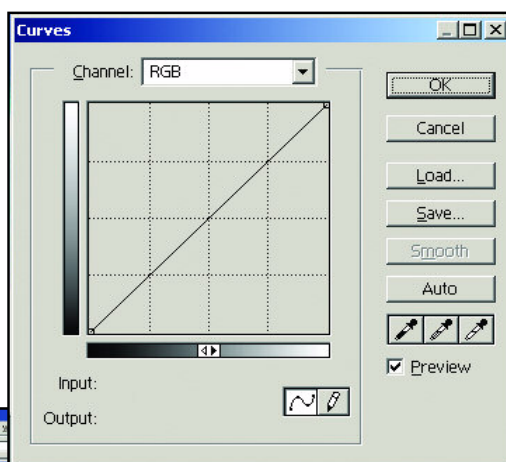 Curves
Channel: RGB
OK
Cancel
Load...
Save...
Smooth
Auto
Preview
Input:
Output: